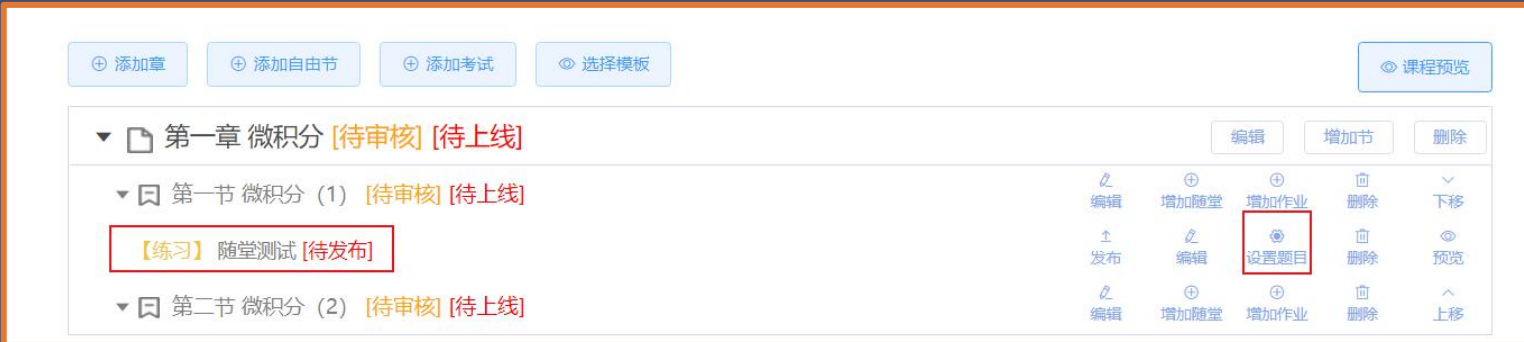 添加章 添加自由节 添加考试 选择模板 课程预览
第一章 微积分 [待审核] [待上线] 编辑 增加节 删除
第一节 微积分（1） [待审核] [待上线] 编辑 增加随堂 增加作业 删除 下移
【练习】 随堂测试 [待发布] 发布 编辑 设置题目 删除 预览
第二节 微积分（2） [待审核] [待上线] 编辑 增加随堂 增加作业 删除 上移